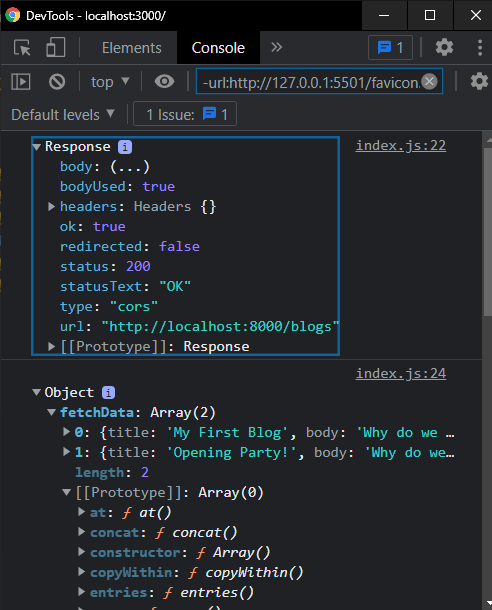 DevTools - localhost:3000/
Elements Console 1
top -url:http://127.0.0.1:5501/favicon.
Default levels 1 Issue: 1
Response i index.js:22
body: (...)
bodyUsed: true
headers: Headers {}
ok: true
redirected: false
status: 200
statusText: "OK"
type: "cors"
url: "http://localhost:8000/blogs"
[[Prototype]]: Response
index.js:24
Object i
fetchData: Array(2)
0: {title: 'My First Blog', body: 'Why do we …
1: {title: 'Opening Party!', body: 'Why do we…
length: 2
[[Prototype]]: Array(0)
at: ƒ at()
concat: ƒ concat()
constructor: ƒ Array()
copyWithin: ƒ copyWithin()
entries: ƒ entries()